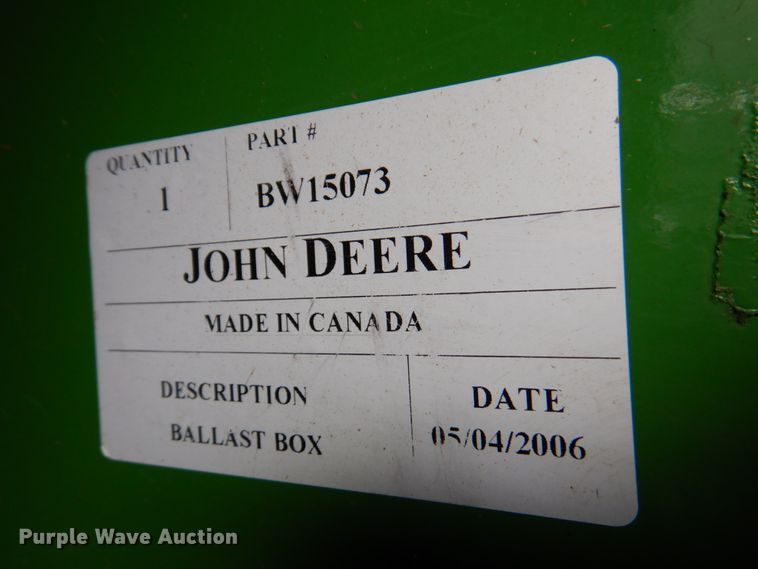 QUANTITY PART #
1 BW15073
JOHN DEERE
MADE IN CANADA
DESCRIPTION DATE
BALLAST BOX 05/04/2006
Purple Wave Auction